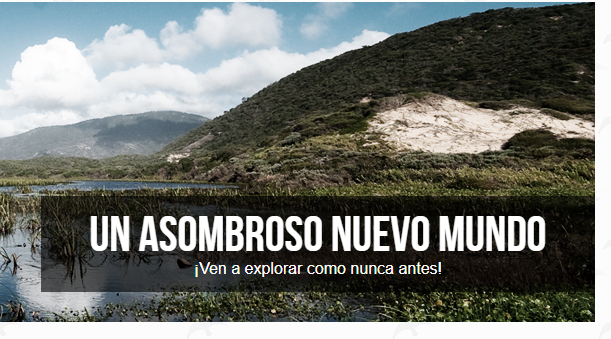 UN ASOMBROSO NUEVO MUNDO
¡Ven a explorar como nunca antes!